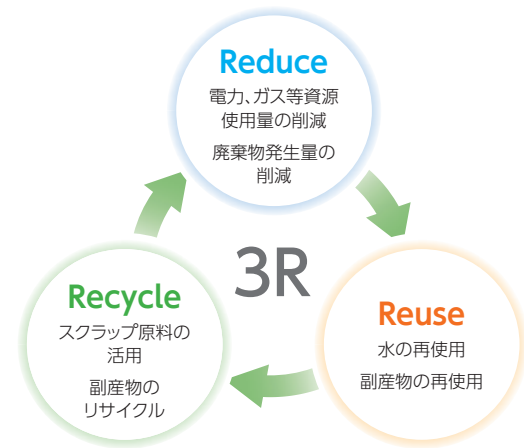 Reduce
電力、ガス等資源
使用量の削減
廃棄物発生量の
削減
3R
Recycle
スクラップ原料の
活用
副産物の
リサイクル
Reuse
水の再使用
副産物の再使用